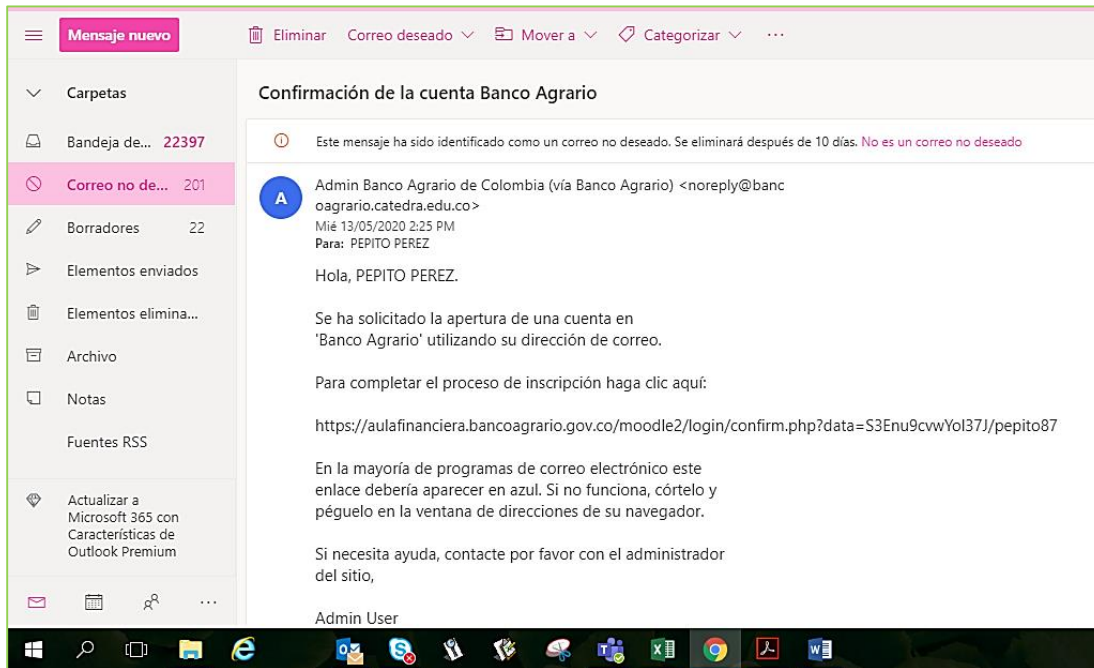 Mensaje nuevo
Eliminar Correo deseado Mover a Categorizar ...
Carpetas
Bandeja de... 22397
Correo no de... 201
Borradores 22
Elementos enviados
Elementos elimina...
Archivo
Notas
Fuentes RSS
Actualizar a
Microsoft 365 con
Características de
Outlook Premium
...
Confirmación de la cuenta Banco Agrario
Este mensaje ha sido identificado como un correo no deseado. Se eliminará después de 10 días. No es un correo no deseado
A
Admin Banco Agrario de Colombia (vía Banco Agrario) <noreply@banc
oagrario.catedra.edu.co>
Mié 13/05/2020 2:25 PM
Para: PEPITO PEREZ
Hola, PEPITO PEREZ.
Se ha solicitado la apertura de una cuenta en
'Banco Agrario' utilizando su dirección de correo.
Para completar el proceso de inscripción haga clic aquí:
https://aulafinanciera.bancoagrario.gov.co/moodle2/login/confirm.php?data=S3Enu9cvwYol37J/pepito87
En la mayoría de programas de correo electrónico este
enlace debería aparecer en azul. Si no funciona, córtelo y
péguelo en la ventana de direcciones de su navegador.
Si necesita ayuda, contacte por favor con el administrador
del sitio,
Admin User